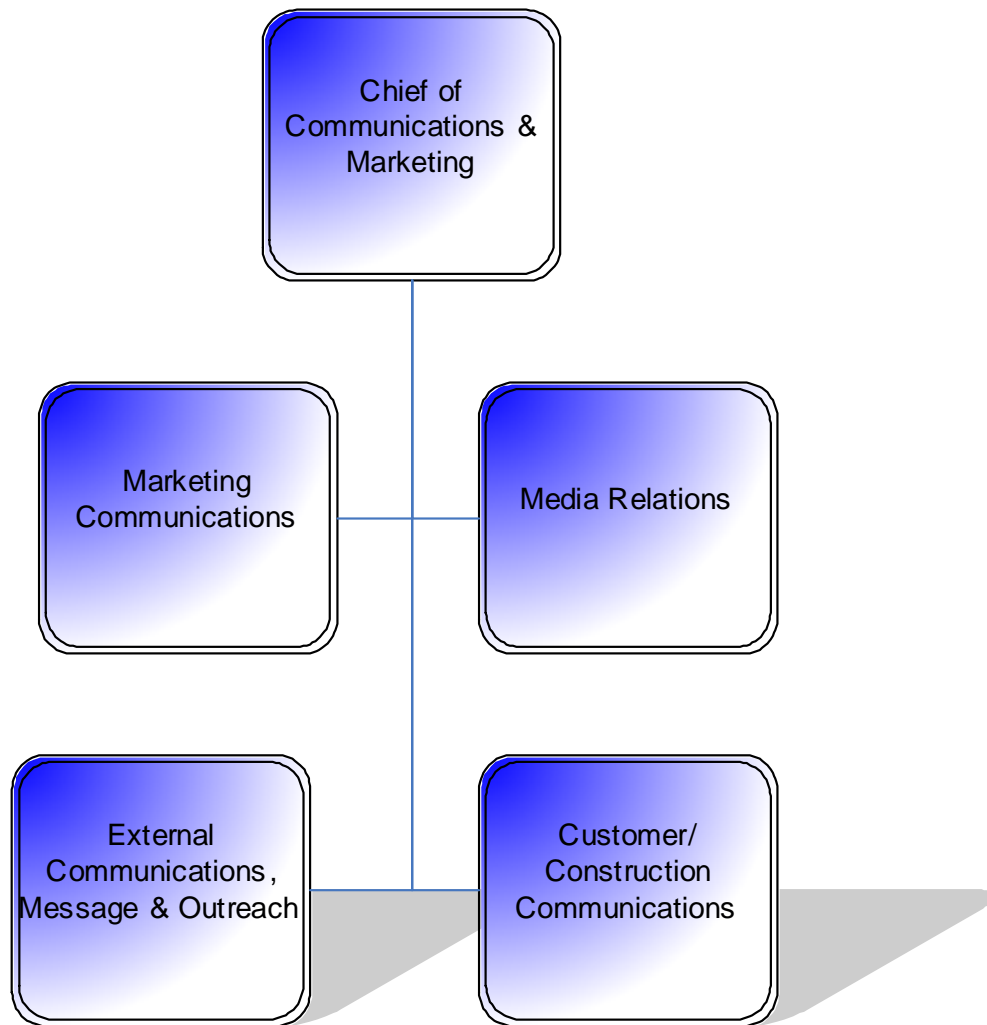 Chief of
Communications &
Marketing
Marketing
Communications
Media Relations
External
Communications,
Message & Outreach
Customer/
Construction
Communications